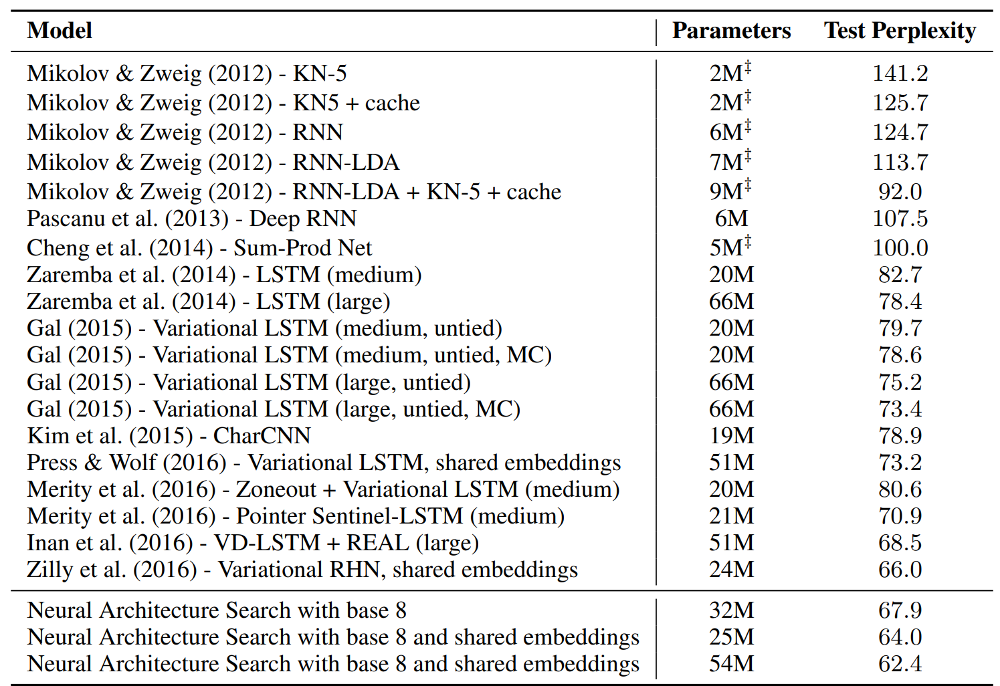 Model Parameters Test Perplexity
Mikolov & Zweig (2012) - KN-5 2M‡ 141.2
Mikolov & Zweig (2012) - KN5 + cache 2M‡ 125.7
Mikolov & Zweig (2012) - RNN 6M‡ 124.7
Mikolov & Zweig (2012) - RNN-LDA 7M‡ 113.7
Mikolov & Zweig (2012) - RNN-LDA + KN-5 + cache 9M‡ 92.0
Pascanu et al. (2013) - Deep RNN 6M 107.5
Cheng et al. (2014) - Sum-Prod Net 5M‡ 100.0
Zaremba et al. (2014) - LSTM (medium) 20M 82.7
Zaremba et al. (2014) - LSTM (large) 66M 78.4
Gal (2015) - Variational LSTM (medium, untied) 20M 79.7
Gal (2015) - Variational LSTM (medium, untied, MC) 20M 78.6
Gal (2015) - Variational LSTM (large, untied) 66M 75.2
Gal (2015) - Variational LSTM (large, untied, MC) 66M 73.4
Kim et al. (2015) - CharCNN 19M 78.9
Press & Wolf (2016) - Variational LSTM, shared embeddings 51M 73.2
Merity et al. (2016) - Zoneout + Variational LSTM (medium) 20M 80.6
Merity et al. (2016) - Pointer Sentinel-LSTM (medium) 21M 70.9
Inan et al. (2016) - VD-LSTM + REAL (large) 51M 68.5
Zilly et al. (2016) - Variational RHN, shared embeddings 24M 66.0
Neural Architecture Search with base 8 32M 67.9
Neural Architecture Search with base 8 and shared embeddings 25M 64.0
Neural Architecture Search with base 8 and shared embeddings 54M 62.4